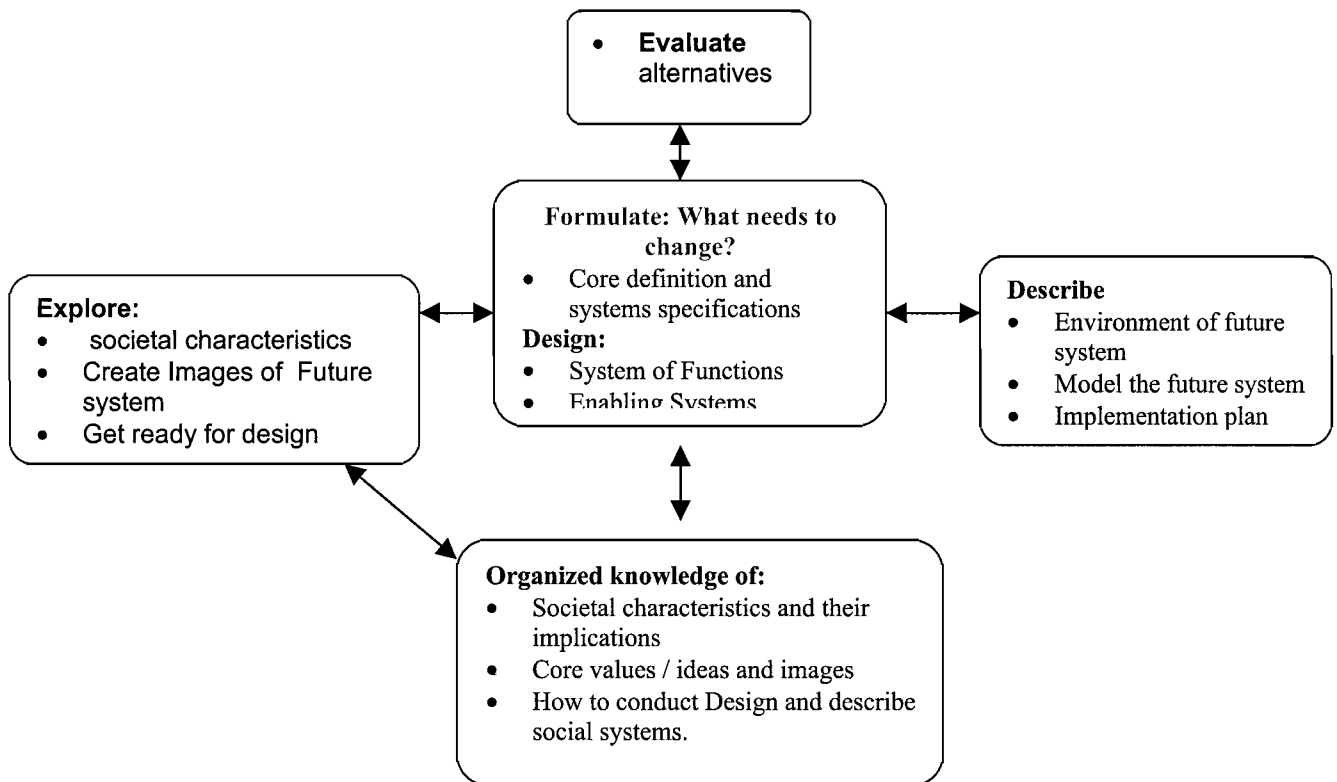 • Evaluate
alternatives
Formulate: What needs to
change?
• Core definition and
systems specifications
Design:
• System of Functions
• Enabling Systems
Explore:
• societal characteristics
• Create Images of Future
system
• Get ready for design
Describe
• Environment of future
system
• Model the future system
• Implementation plan
Organized knowledge of:
• Societal characteristics and their
implications
• Core values / ideas and images
• How to conduct Design and describe
social systems.